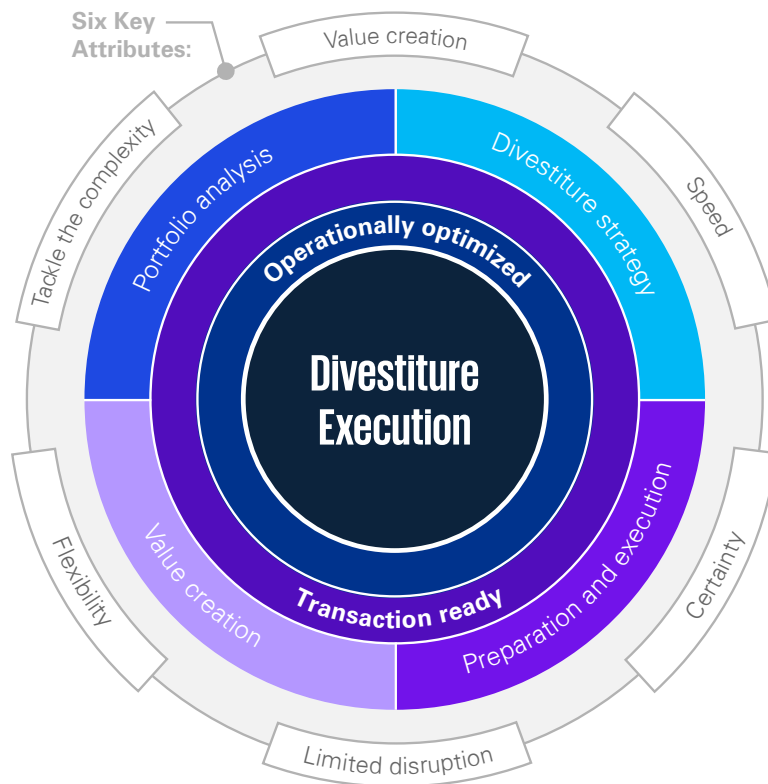 Six Key
Attributes:
Value creation
Speed
Certainty
Limited disruption
Flexibility
Tackle the complexity
Portfolio analysis
Divestiture strategy
Preparation and execution
Value creation
Operationally optimized
Transaction ready
Divestiture
Execution